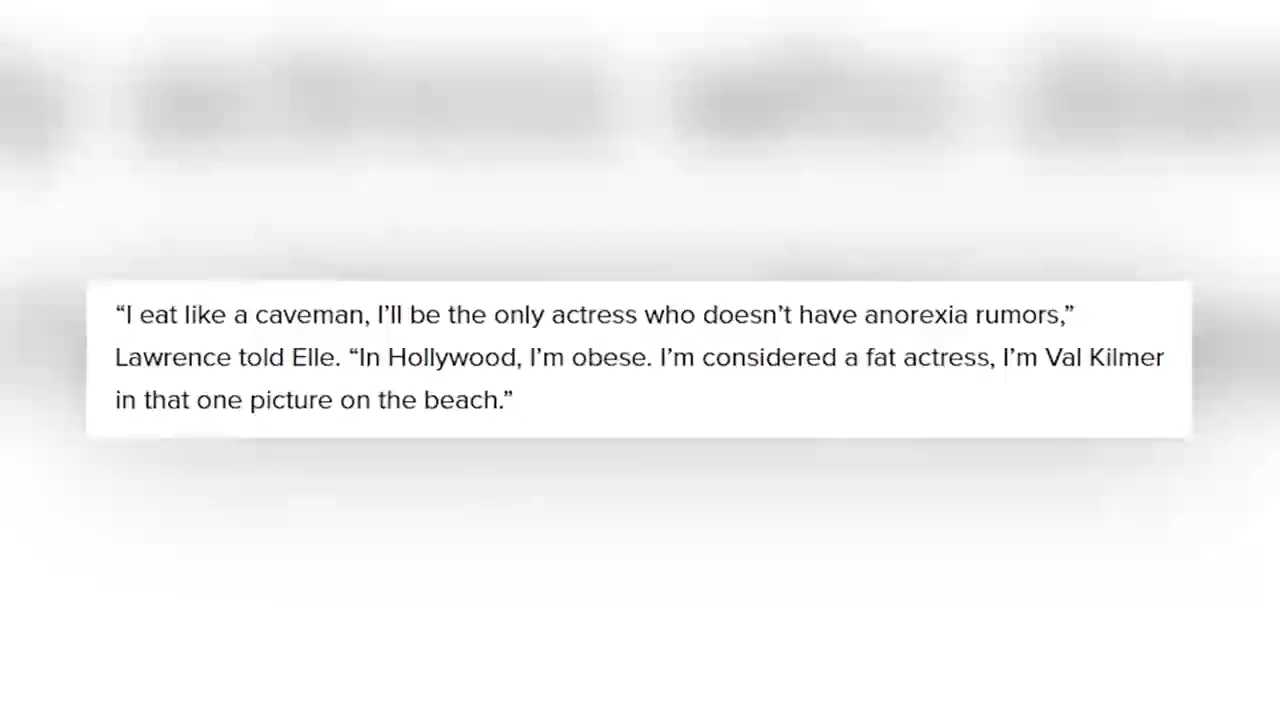 “I eat like a caveman, I’ll be the only actress who doesn’t have anorexia rumors,”
Lawrence told Elle. “In Hollywood, I’m obese. I’m considered a fat actress, I’m Val Kilmer
in that one picture on the beach.”